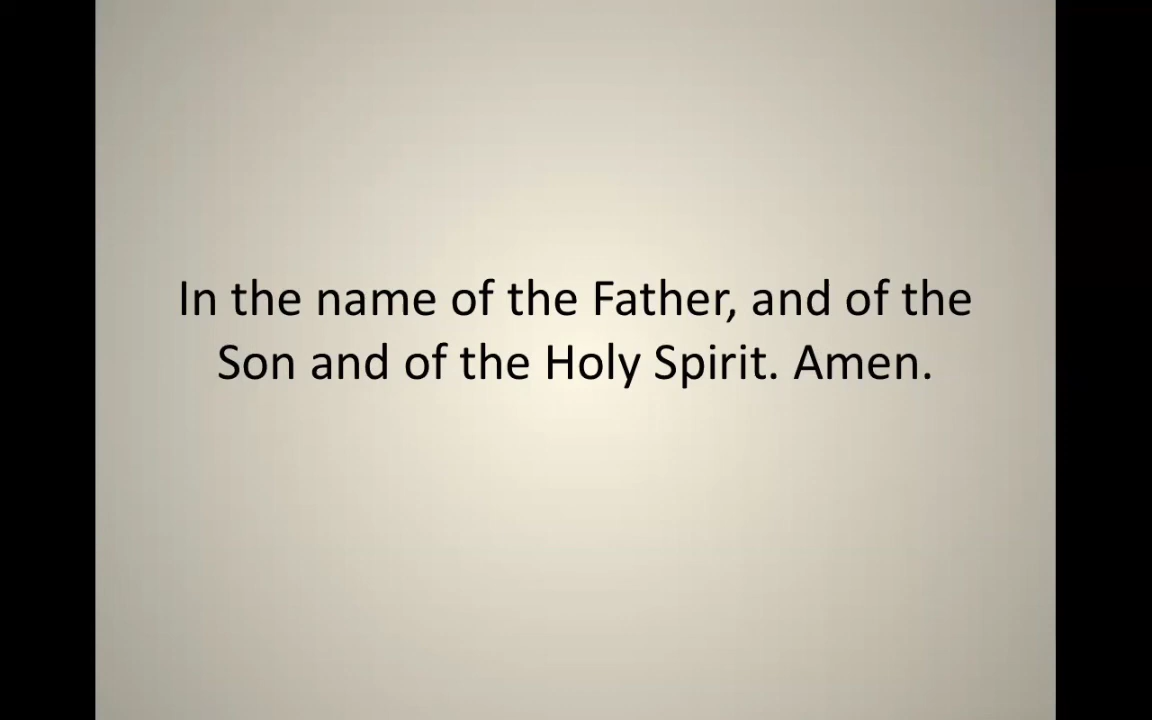 In the name of the Father, and of the
Son and of the Holy Spirit. Amen.